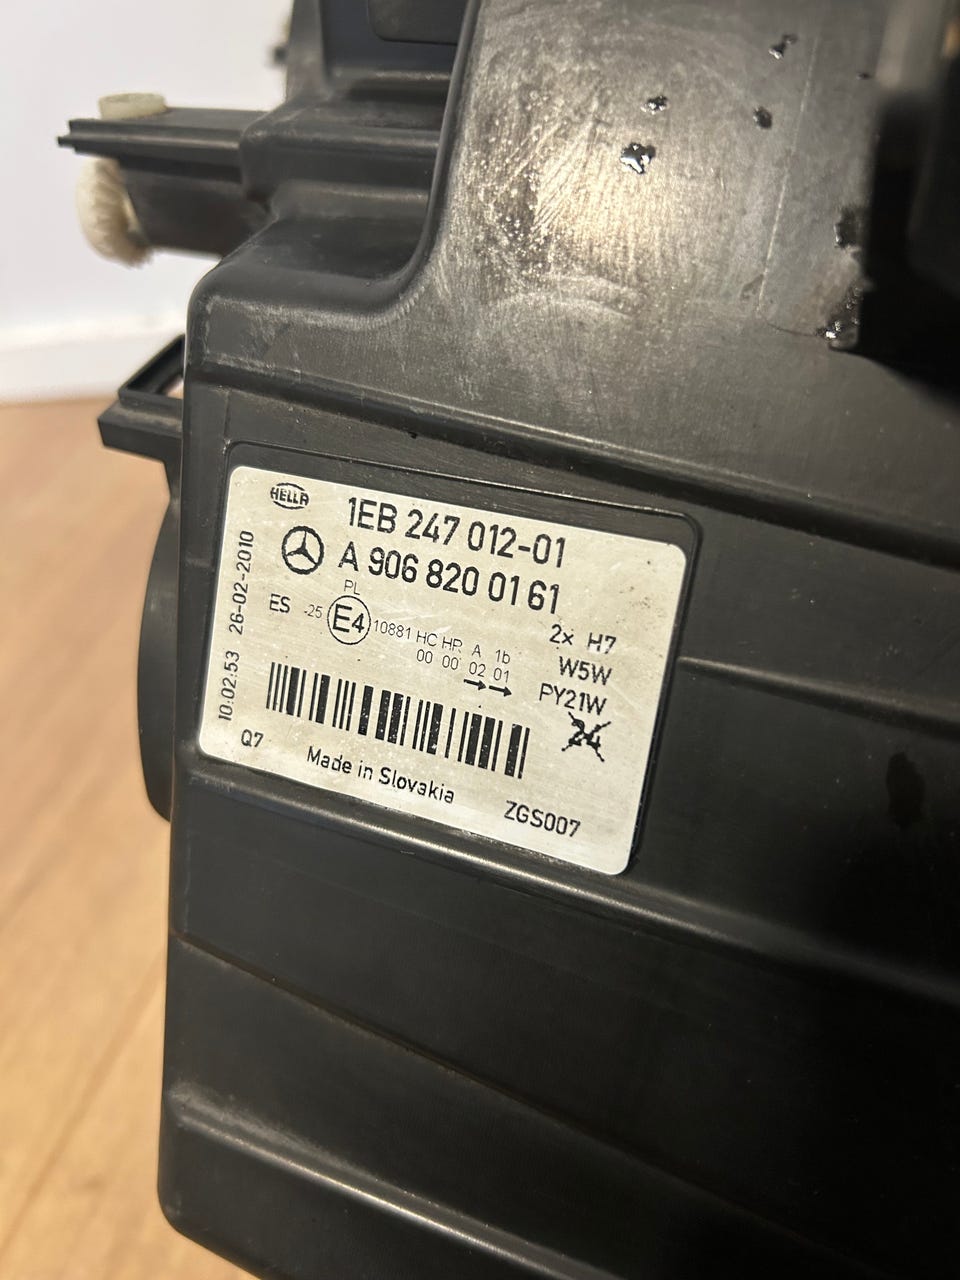 HELLA
1EB 247 012-01
A 906 820 01 61
PL
ES -25 E4 10881 HC HR A 1b
00 00 02 01
2x H7
W5W
PY21W
24
10:02:53 26-02-2010
Q7 Made in Slovakia ZGS007